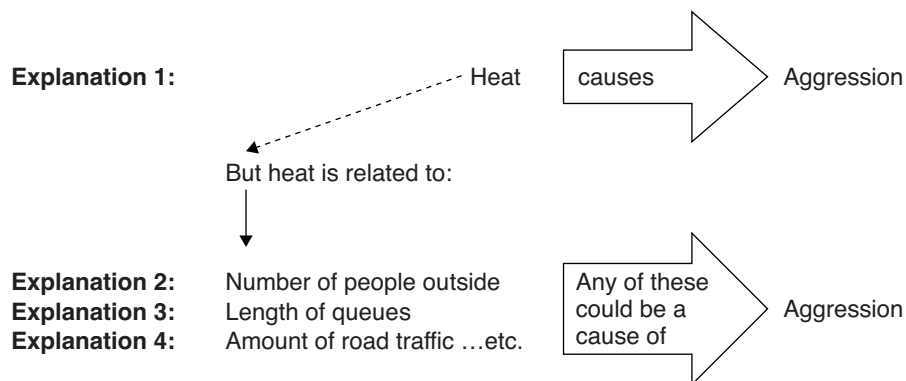 Explanation 1: Heat causes Aggression
But heat is related to:
Explanation 2: Number of people outside Any of these
Explanation 3: Length of queues could be a Aggression
Explanation 4: Amount of road traffic …etc. cause of